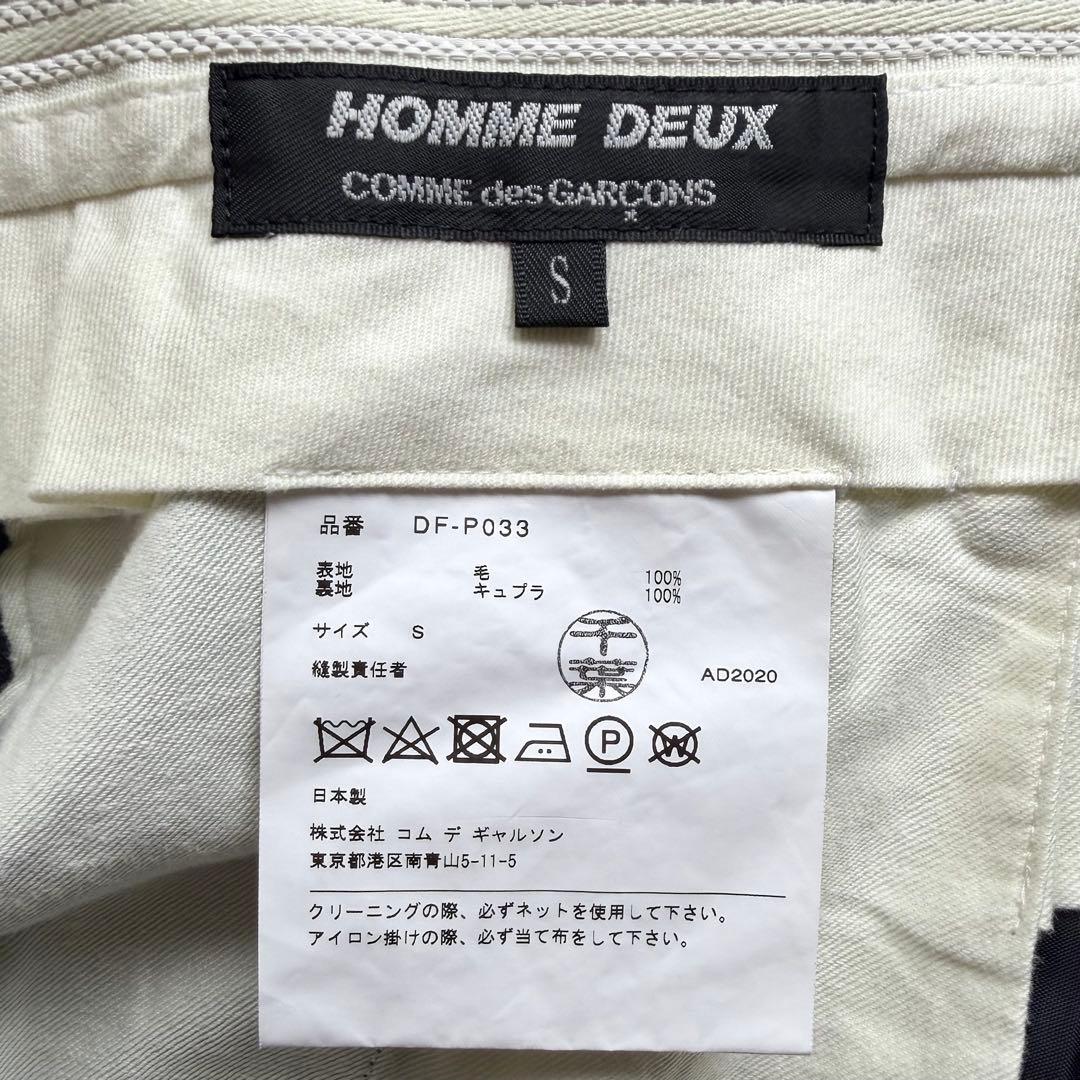 HOMME DEUX
COMME des GARÇONS
S
品番 DF-P033
表地 毛 100%
裏地 キュプラ 100%
サイズ S
縫製責任者 千葉 AD2020
P W
日本製
株式会社 コム デ ギャルソン
東京都港区南青山5-11-5
クリーニングの際、必ずネットを使用して下さい。
アイロン掛けの際、必ず当て布をして下さい。